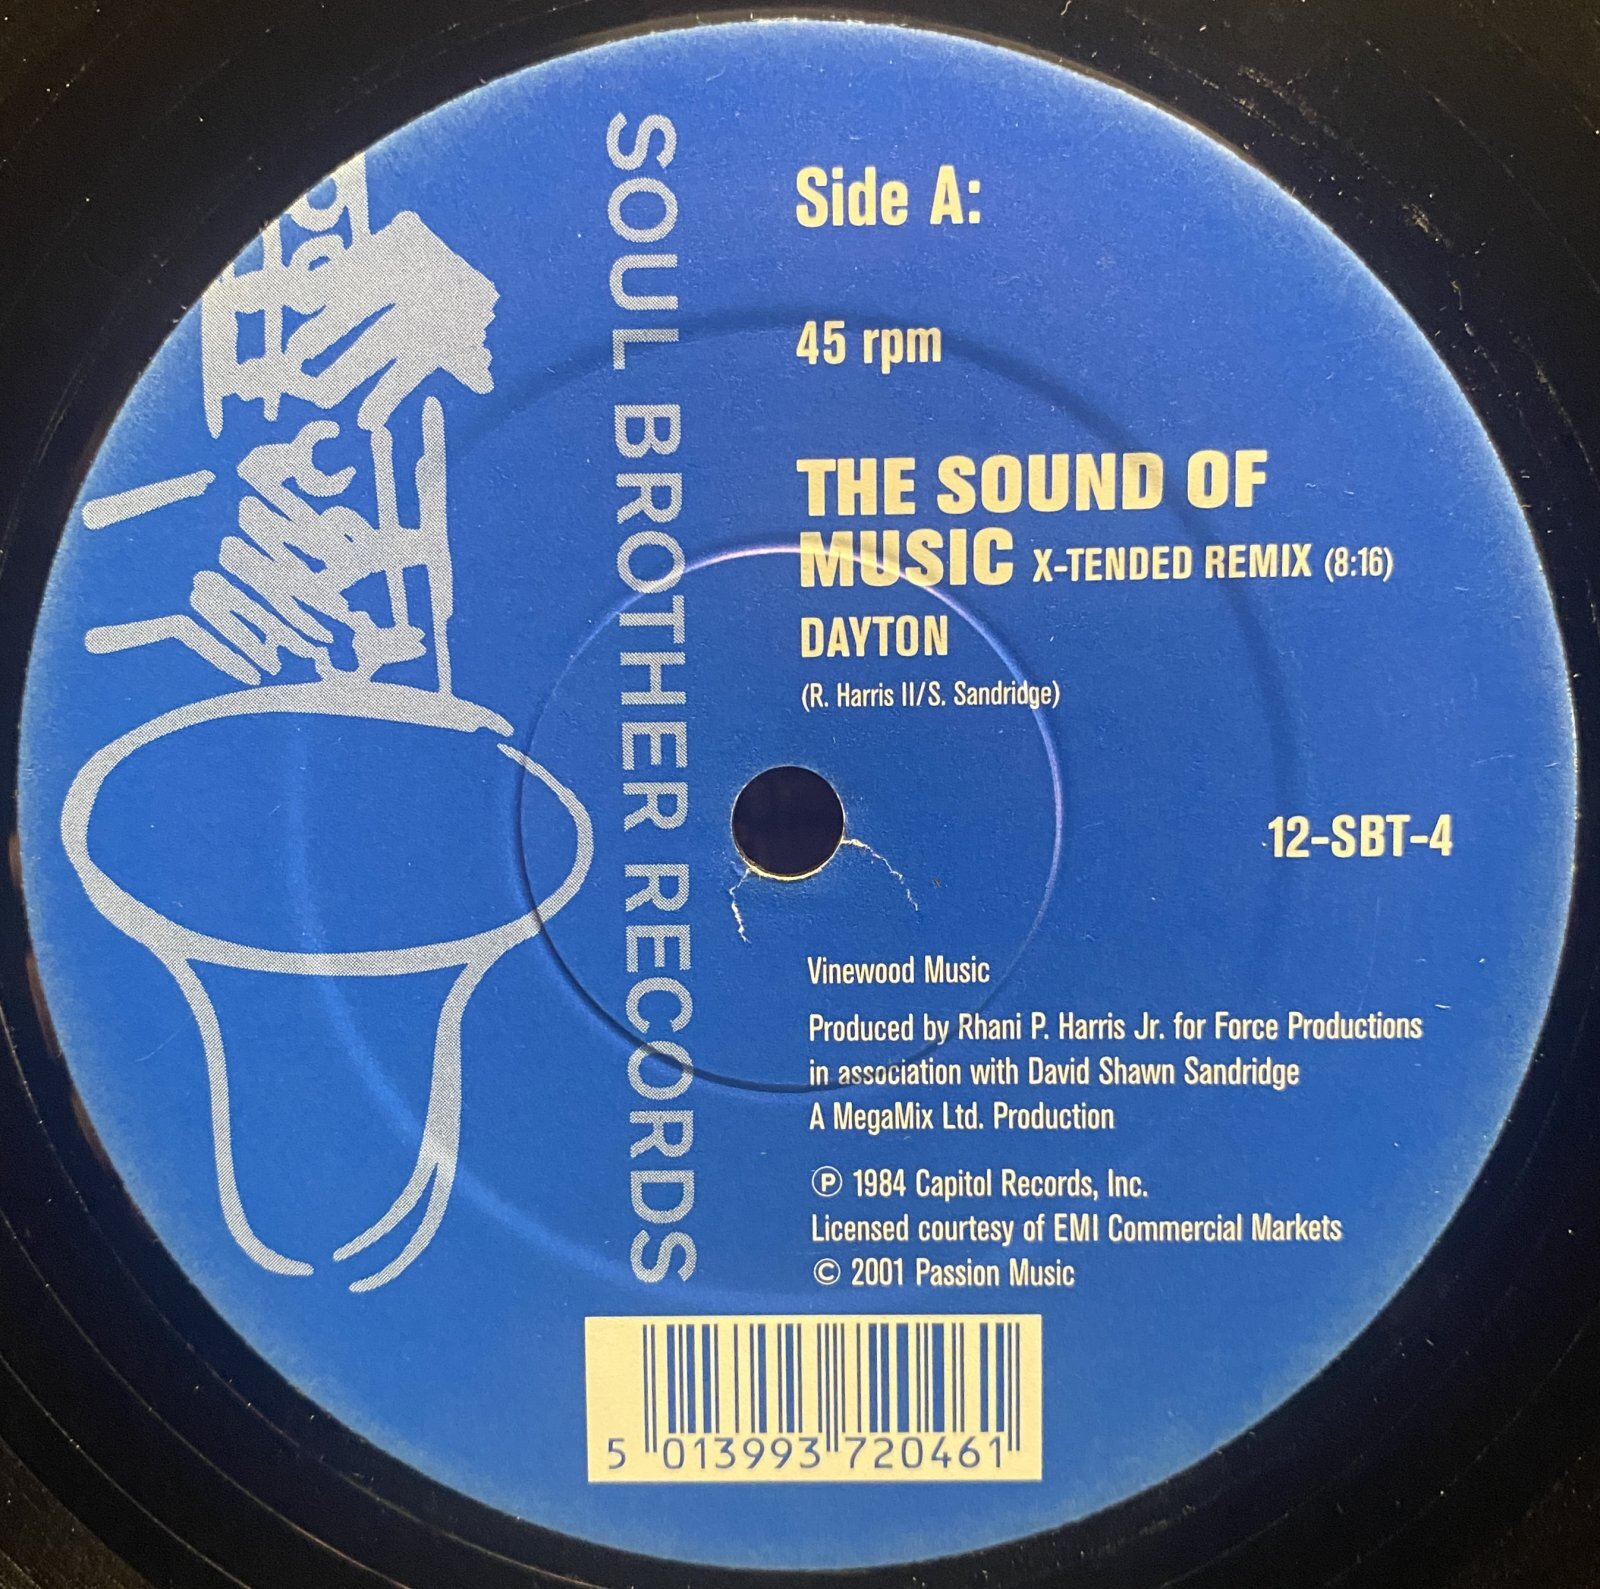 SOUL BROTHER RECORDS
Side A:
45 rpm
THE SOUND OF
MUSIC X-TENDED REMIX (8:16)
DAYTON
(R. Harris II/S. Sandridge)
12-SBT-4
Vinewood Music
Produced by Rhani P. Harris Jr. for Force Productions
in association with David Shawn Sandridge
A MegaMix Ltd. Production
Ⓟ 1984 Capitol Records, Inc.
Licensed courtesy of EMI Commercial Markets
© 2001 Passion Music
5 013993 720461